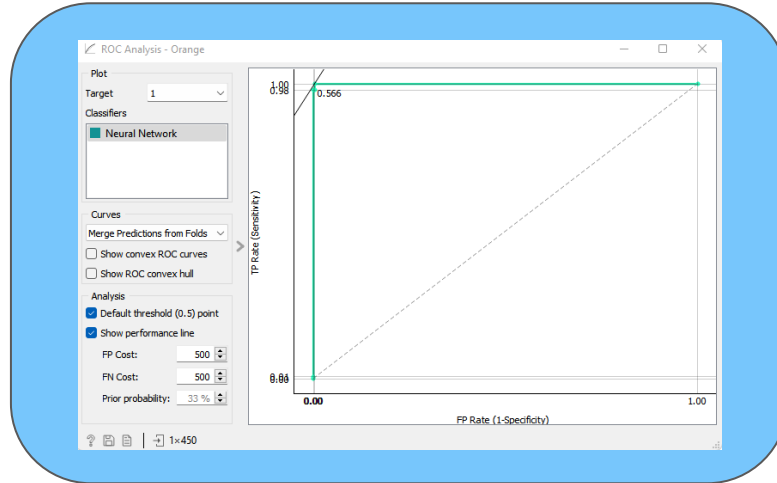 ROC Analysis - Orange
Plot
Target 1
Classifiers
Neural Network
Curves
Merge Predictions from Folds
Show convex ROC curves
Show ROC convex hull
Analysis
Default threshold (0.5) point
Show performance line
FP Cost: 500
FN Cost: 500
Prior probability: 33 %
1×450
TP Rate (Sensitivity)
1.00
0.98
0.566
0.01
0.00
0.00
1.00
FP Rate (1-Specificity)